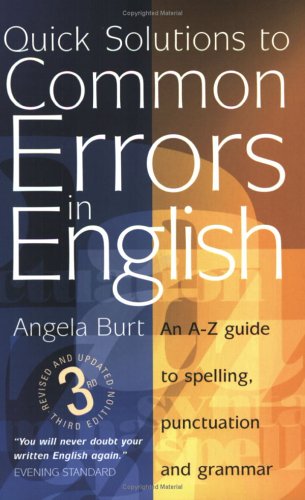 Quick Solutions to
Common
Errors
in
English
Angela Burt
An A-Z guide
to spelling,
punctuation
and grammar
REVISED AND UPDATED
3RD
THIRD EDITION
"You will never doubt your
written English again."
EVENING STANDARD